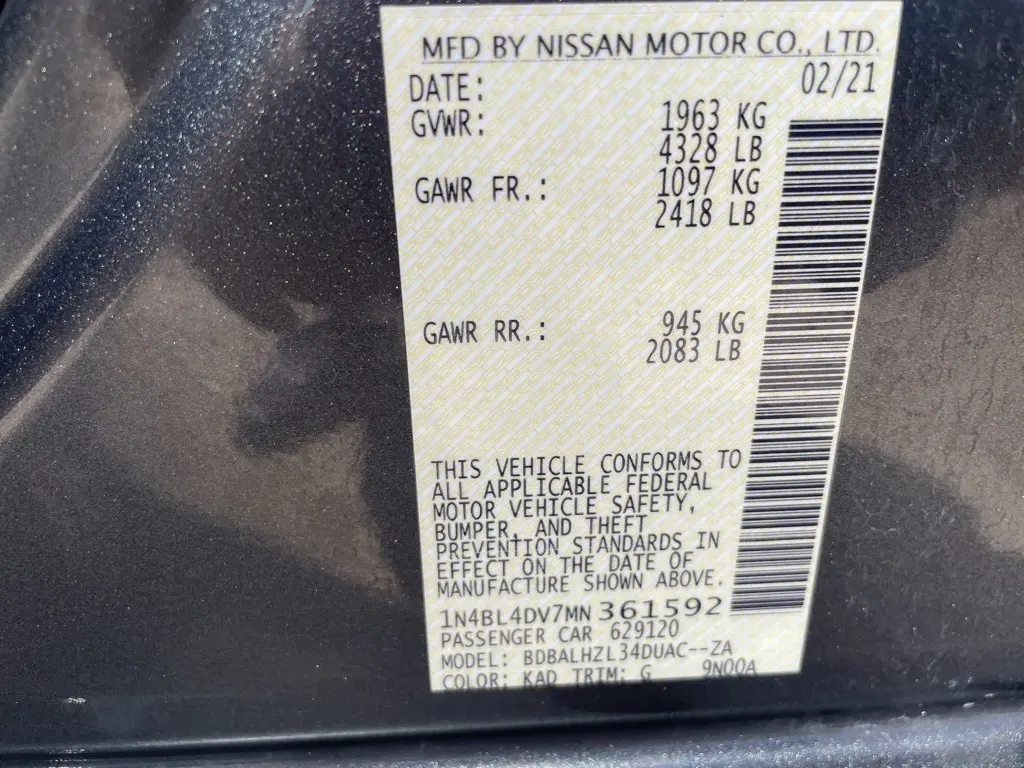 MFD BY NISSAN MOTOR CO., LTD.
DATE: 02/21
GVWR: 1963 KG
4328 LB
GAWR FR.: 1097 KG
2418 LB
GAWR RR.: 945 KG
2083 LB
THIS VEHICLE CONFORMS TO
ALL APPLICABLE FEDERAL
MOTOR VEHICLE SAFETY,
BUMPER, AND THEFT
PREVENTION STANDARDS IN
EFFECT ON THE DATE OF
MANUFACTURE SHOWN ABOVE.
1N4BL4DV7MN 361592
PASSENGER CAR 629120
MODEL: BDBALHZL34DUAC--ZA
COLOR: KAD TRIM: G 9N00A